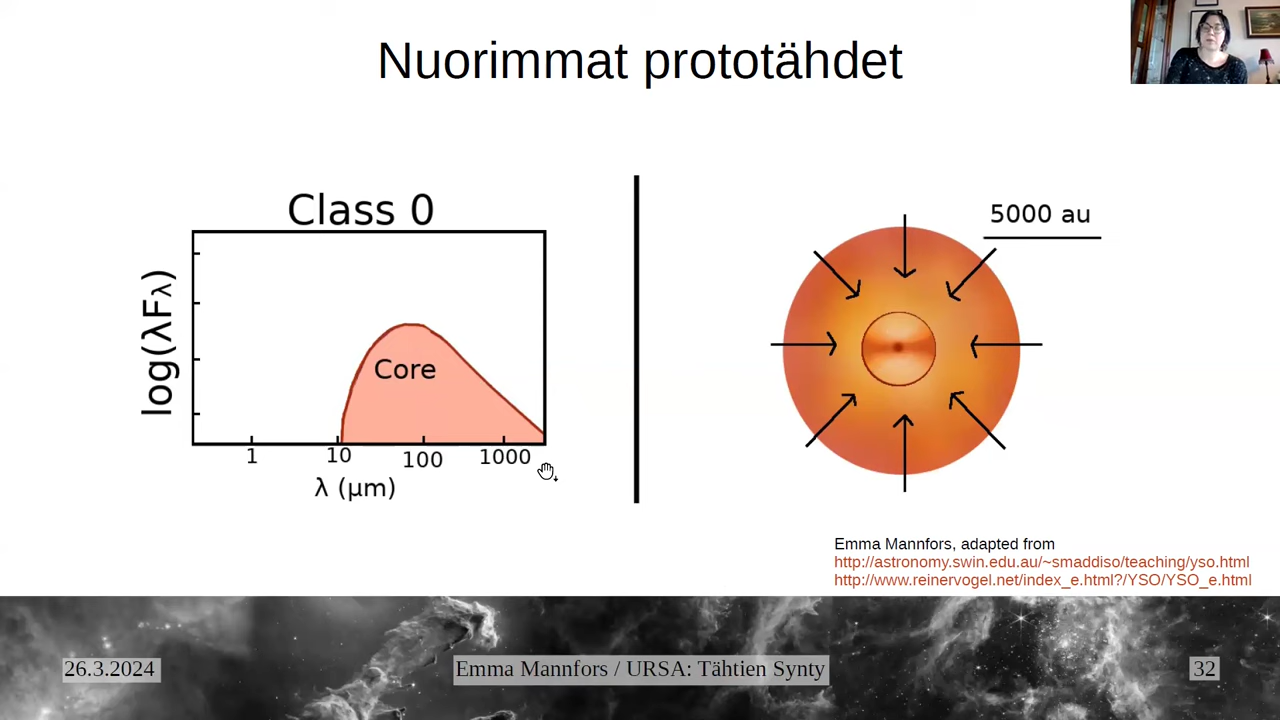 Nuorimmat prototähdet
Class 0
log(λFλ)
Core
1 10 100 1000
λ (μm)
5000 au
Emma Mannfors, adapted from
http://astronomy.swin.edu.au/~smaddiso/teaching/yso.html
http://www.reinervogel.net/index_e.html?/YSO/YSO_e.html
26.3.2024
Emma Mannfors / URSA: Tähtien Synty
32